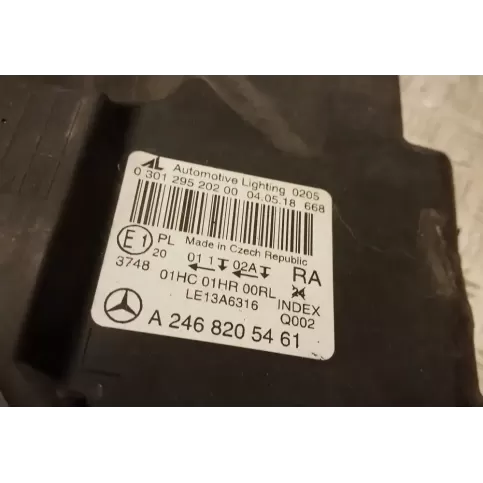 AL Automotive Lighting 0205
0 301 295 202 00 04.05.18 668
E1 PL Made in Czech Republic
20 01 1 02A RA
3748 01HC 01HR 00RL
LE13A6316 INDEX
Q002
A 246 820 54 61